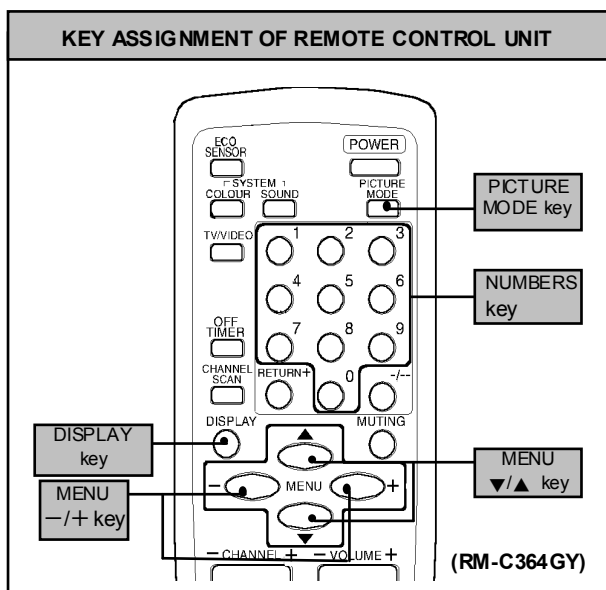 KEY ASSIGNMENT OF REMOTE CONTROL UNIT
ECO
SENSOR
POWER
SYSTEM
COLOUR SOUND
PICTURE
MODE
PICTURE
MODE key
TV/VIDEO
1 2 3
4 5 6
NUMBERS
key
OFF
TIMER
7 8 9
CHANNEL
SCAN
RETURN+
0
-/--
DISPLAY
MUTING
DISPLAY
key
▲
MENU
▼/▲ key
MENU
−/+ key
− MENU +
▼
− CHANNEL + − VOLUME +
(RM-C364GY)